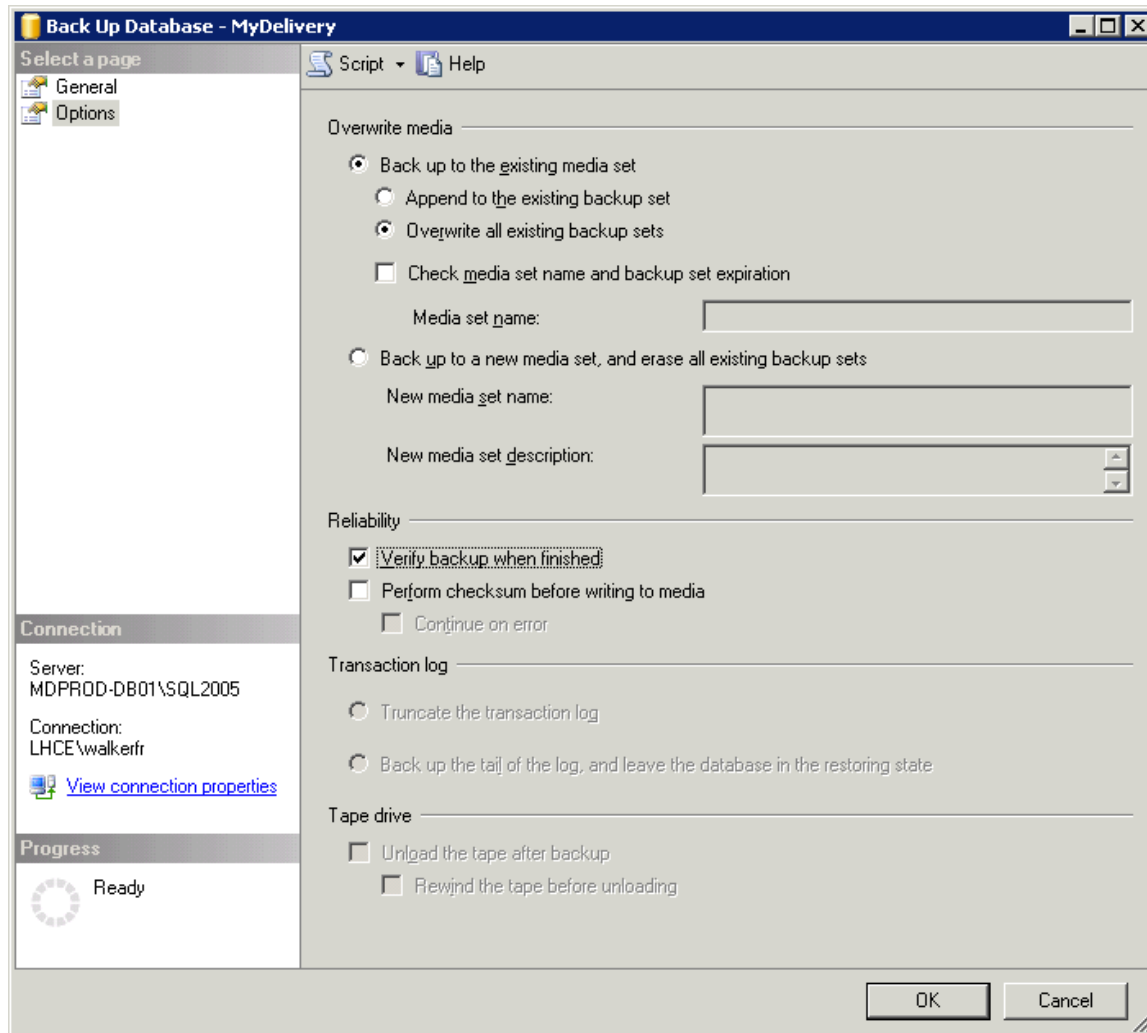 Back Up Database - MyDelivery
Select a page
General
Options
Script
Help
Overwrite media
Back up to the existing media set
Append to the existing backup set
Overwrite all existing backup sets
Check media set name and backup set expiration
Media set name:
Back up to a new media set, and erase all existing backup sets
New media set name:
New media set description:
Reliability
Verify backup when finished
Perform checksum before writing to media
Continue on error
Transaction log
Truncate the transaction log
Back up the tail of the log, and leave the database in the restoring state
Tape drive
Unload the tape after backup
Rewind the tape before unloading
Connection
Server:
MDPROD-DB01\SQL2005
Connection:
LHCE\walkerfr
View connection properties
Progress
Ready
OK
Cancel